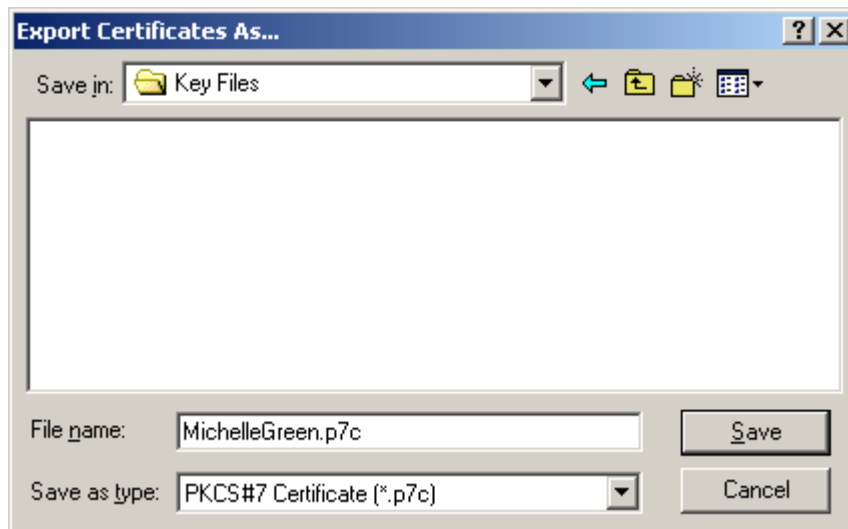 Export Certificates As...
Save in: Key Files
File name: MichelleGreen.p7c Save
Save as type: PKCS#7 Certificate (*.p7c) Cancel